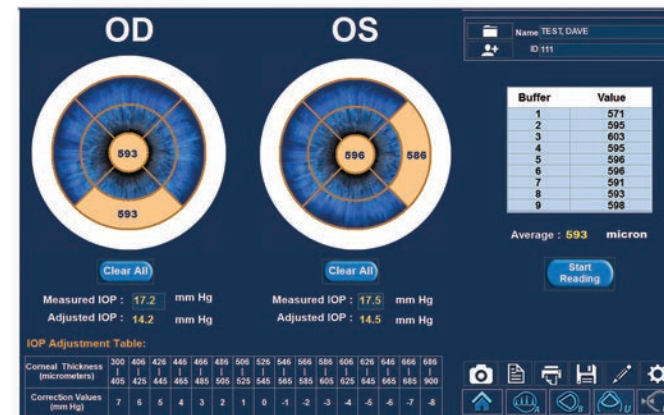 OD OS
Name TEST, DAVE
ID 111
593
593
596
586
Buffer Value
1 571
2 595
3 603
4 595
5 596
6 596
7 591
8 593
9 598
Average : 593 micron
Clear All
Clear All
Start
Reading
Measured IOP : 17.2 mm Hg
Adjusted IOP : 14.2 mm Hg
Measured IOP : 17.5 mm Hg
Adjusted IOP : 14.5 mm Hg
IOP Adjustment Table:
Corneal Thickness (micrometers) 300 | 405 406 | 425 426 | 445 446 | 465 466 | 485 486 | 505 506 | 525 526 | 545 546 | 565 566 | 585 586 | 605 606 | 625 626 | 645 646 | 665 666 | 685 686 | 900
Correction Values (mm Hg) 7 6 5 4 3 2 1 0 -1 -2 -3 -4 -5 -6 -7 -8
A
B